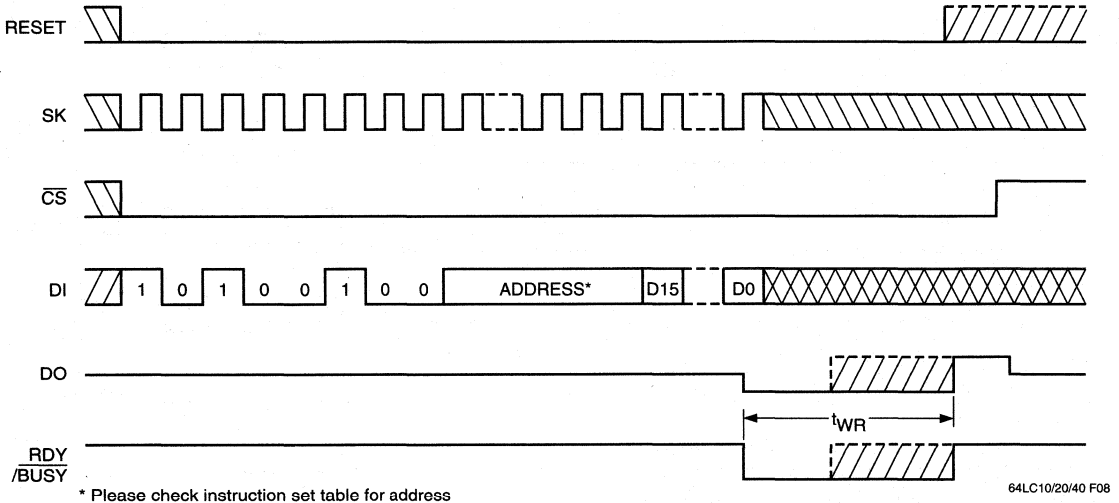 RESET
SK
CS
DI 1 0 1 0 0 1 0 0 ADDRESS* D15 D0
DO
tWR
RDY
/BUSY
* Please check instruction set table for address
64LC10/20/40 F08